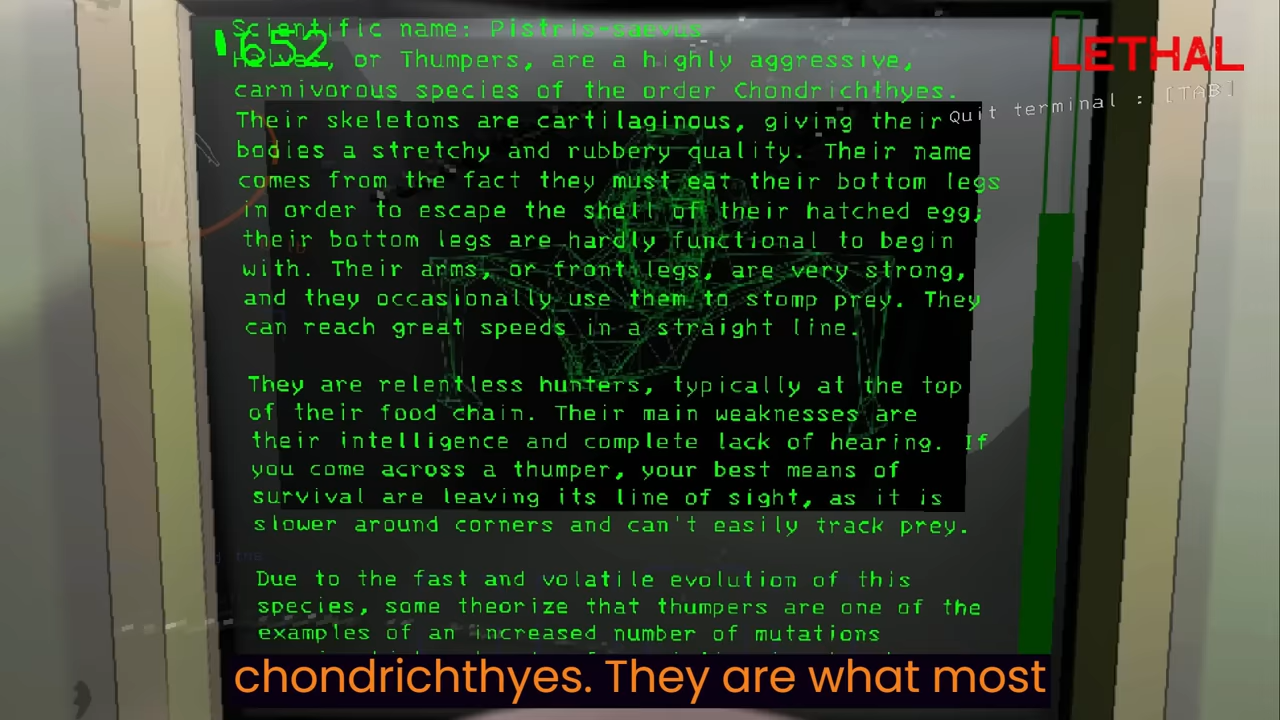 Scientific name: Pistris-saevus
652
Halves, or Thumpers, are a highly aggressive,
carnivorous species of the order Chondrichthyes.
Their skeletons are cartilaginous, giving their
bodies a stretchy and rubbery quality. Their name
comes from the fact they must eat their bottom legs
in order to escape the shell of their hatched egg;
their bottom legs are hardly functional to begin
with. Their arms, or front legs, are very strong,
and they occasionally use them to stomp prey. They
can reach great speeds in a straight line.
They are relentless hunters, typically at the top
of their food chain. Their main weaknesses are
their intelligence and complete lack of hearing. If
you come across a thumper, your best means of
survival are leaving its line of sight, as it is
slower around corners and can't easily track prey.
Due to the fast and volatile evolution of this
species, some theorize that thumpers are one of the
examples of an increased number of mutations
LETHAL
Quit terminal : [TAB]
chondrichthyes. They are what most